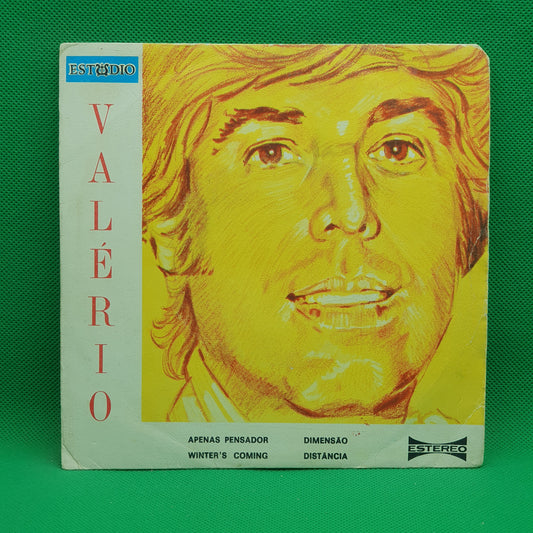 ESTÚDIO
VALÉRIO
APENAS PENSADOR DIMENSÃO
WINTER'S COMING DISTÂNCIA
ESTEREO